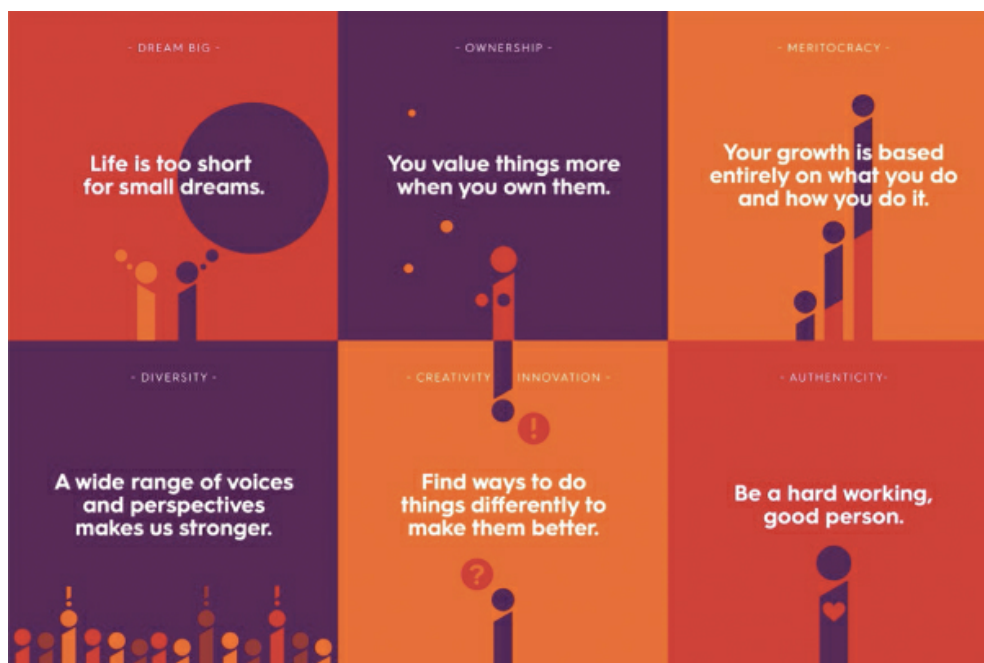 - DREAM BIG -
Life is too short
for small dreams.
- OWNERSHIP -
You value things more
when you own them.
- MERITOCRACY -
Your growth is based
entirely on what you do
and how you do it.
- DIVERSITY -
A wide range of voices
and perspectives
makes us stronger.
! ! !
- CREATIVITY INNOVATION -
!
Find ways to do
things differently to
make them better.
?
- AUTHENTICITY-
Be a hard working,
good person.